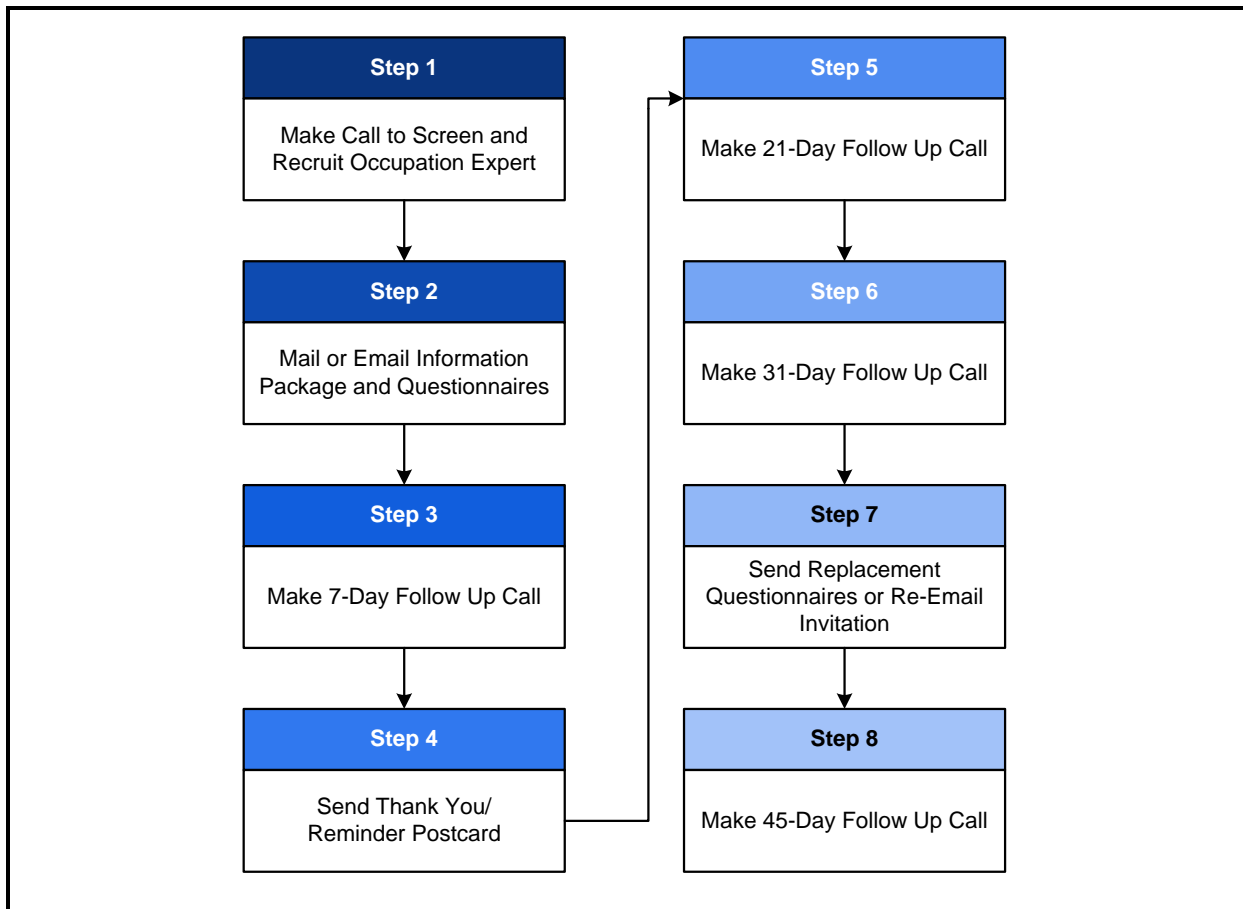 Step 1
Make Call to Screen and
Recruit Occupation Expert
Step 2
Mail or Email Information
Package and Questionnaires
Step 3
Make 7-Day Follow Up Call
Step 4
Send Thank You/
Reminder Postcard
Step 5
Make 21-Day Follow Up Call
Step 6
Make 31-Day Follow Up Call
Step 7
Send Replacement
Questionnaires or Re-Email
Invitation
Step 8
Make 45-Day Follow Up Call